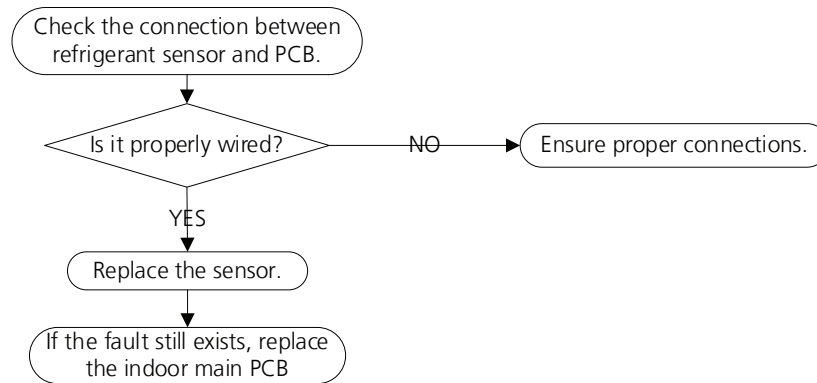 Check the connection between
refrigerant sensor and PCB.
Is it properly wired?
NO
Ensure proper connections.
YES
Replace the sensor.
If the fault still exists, replace
the indoor main PCB